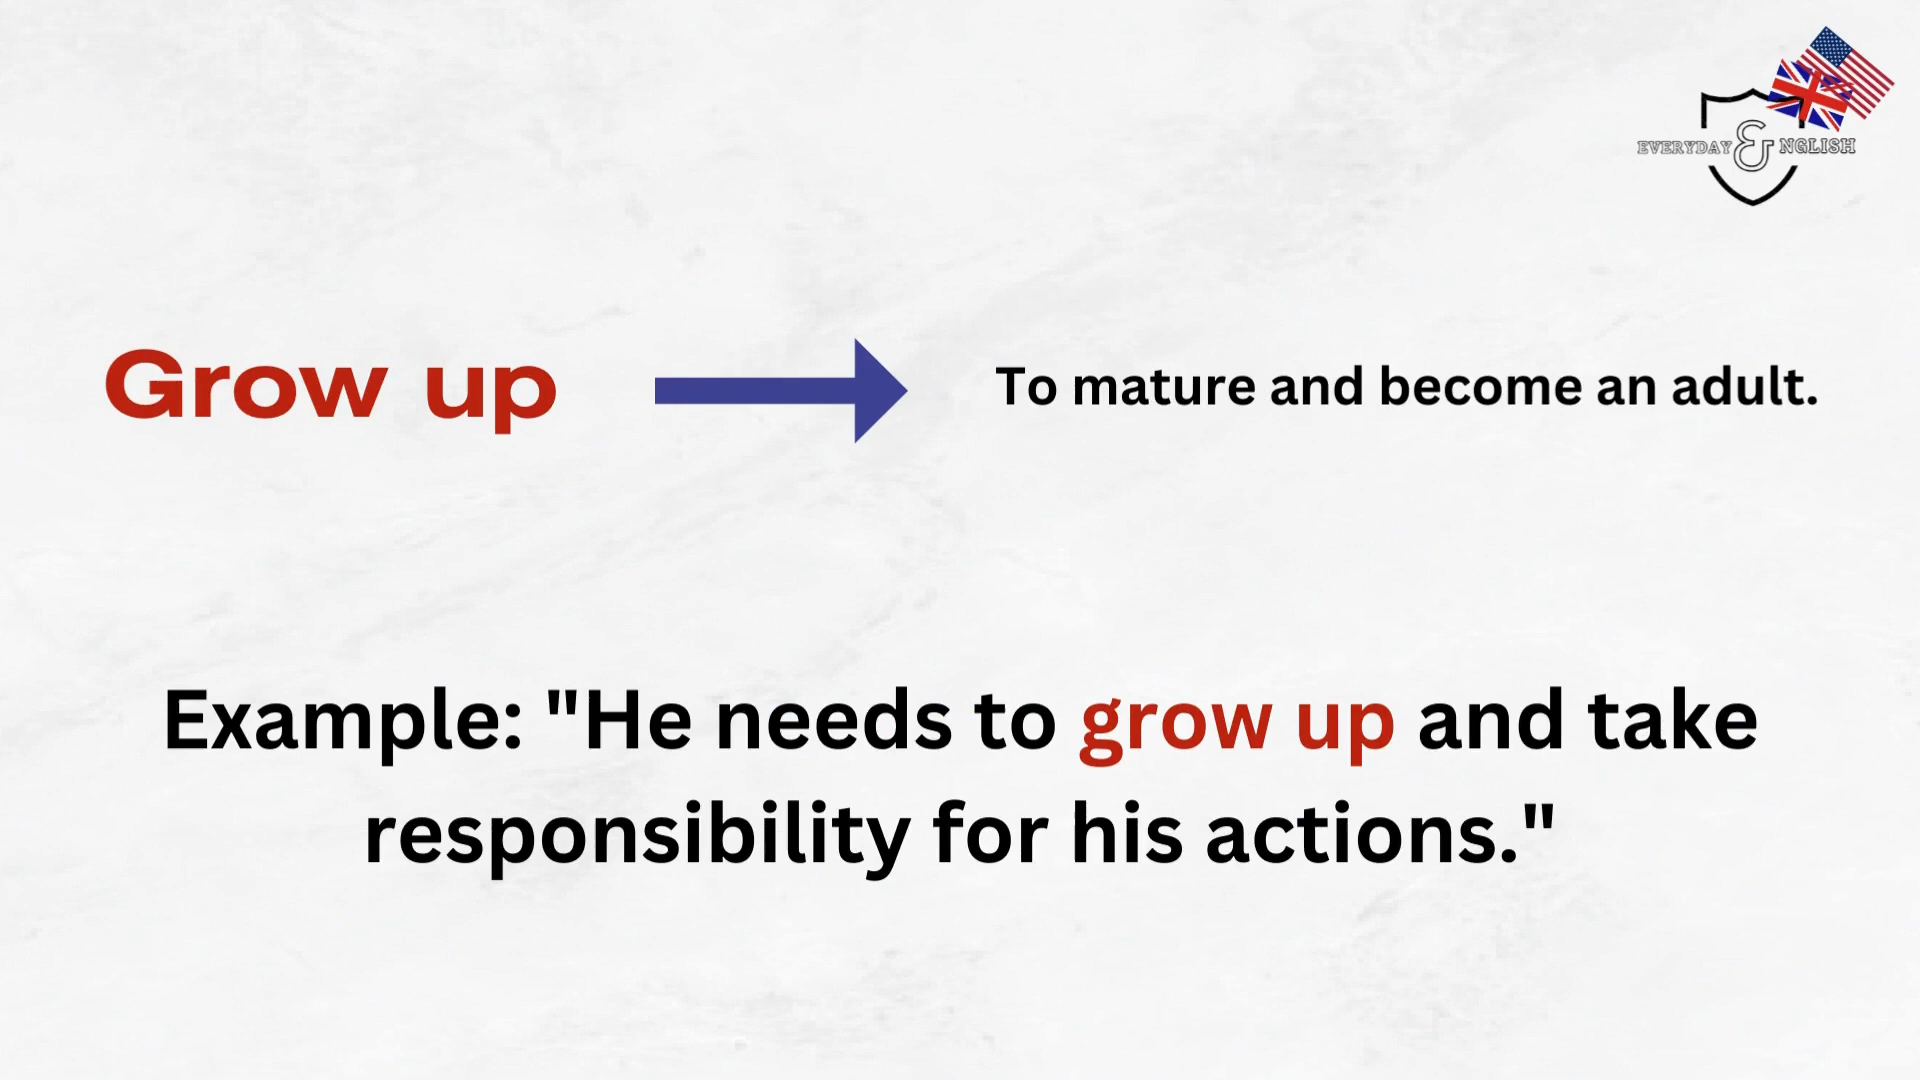 EVERYDAY & NGLISH
Grow up
To mature and become an adult.
Example: "He needs to grow up and take
responsibility for his actions."